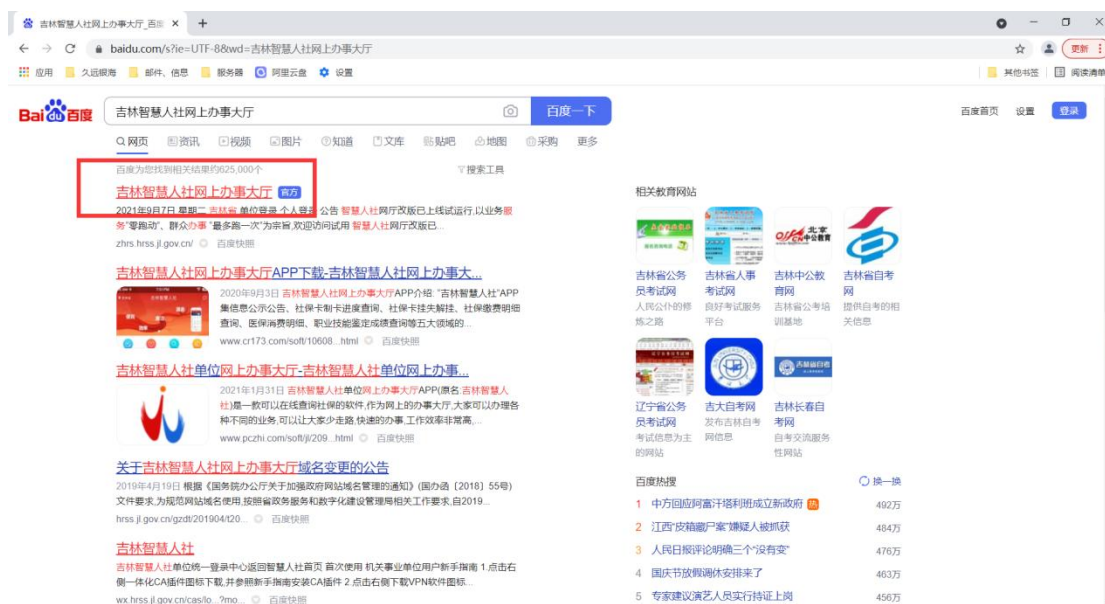 吉林智慧人社网上办事大厅_百度
baidu.com/s?ie=UTF-8&wd=吉林智慧人社网上办事大厅
更新
应用 久远银海 邮件、信息 服务器 阿里云盘 设置 其他书签 阅读清单
Bai百度 吉林智慧人社网上办事大厅 百度一下 百度首页 设置 登录
网页 资讯 视频 图片 知道 文库 贴吧 地图 采购 更多
百度为您找到相关结果约625,000个 搜索工具
吉林智慧人社网上办事大厅 官方
2021年9月7日 星期二 吉林省 单位登录 个人登录 公告 智慧人社网厅改版已上线试运行,以业务服
务“零跑动”、群众办事“最多跑一次”为宗旨,欢迎访问试用 智慧人社网厅改版已...
zhrs.hrss.jl.gov.cn/ 百度快照
吉林智慧人社网上办事大厅APP下载-吉林智慧人社网上办事大...
2020年9月3日 吉林智慧人社网上办事大厅APP介绍: “吉林智慧人社”APP
集信息公示公告、社保卡制卡进度查询、社保卡挂失解挂、社保缴费明细
查询、医保消费明细、职业技能鉴定成绩查询等五大领域的...
www.cr173.com/soft/10608...html 百度快照
吉林智慧人社单位网上办事大厅-吉林智慧人社单位网上办事...
2021年1月31日 吉林智慧人社单位网上办事大厅APP(原名:吉林智慧人
社)是一款可以在线查询社保的软件,作为网上的办事大厅,大家可以办理各
种不同的业务,可以让大家少走路,快速的办事,工作效率非常高,...
www.pczhi.com/soft/jl/209...html 百度快照
关于吉林智慧人社网上办事大厅域名变更的公告
2019年4月19日 根据《国务院办公厅关于加强政府网站域名管理的通知》(国办函〔2018〕55号)
文件要求,为规范网站域名使用,按照省政务服务和数字化建设管理局相关工作要求,自2019...
hrss.jl.gov.cn/gzdt/201904/t20... 百度快照
吉林智慧人社
吉林智慧人社单位统一登录中心返回智慧人社首页 首次使用 机关事业单位用户新手指南 1.点击右
侧一体化CA插件图标下载,并参照新手指南安装CA插件 2.点击右侧下载VPN软件图标...
wx.hrss.jl.gov.cn/cas/lo...?mo... 百度快照
相关教育网站
北京
中公教育
吉林省公务员考试网
人民公仆的修炼之路
吉林省人事考试网
良好考试服务平台
吉林中公教育网
吉林省公考培训基地
吉林省自考网
提供自考的相关信息
吉林省自考
辽宁省公务员考试网
考试信息为主的网站
吉大自考网
发布吉林自考网信息
吉林长春自考网
自考交流服务性网站
百度热搜 换一换
1 中方回应阿富汗塔利班成立新政府 热 492万
2 江西“皮箱藏尸案”嫌疑人被抓获 484万
3 人民日报评论明确三个“没有变” 476万
4 国庆节放假调休安排来了 463万
5 专家建议演艺人员实行持证上岗 456万